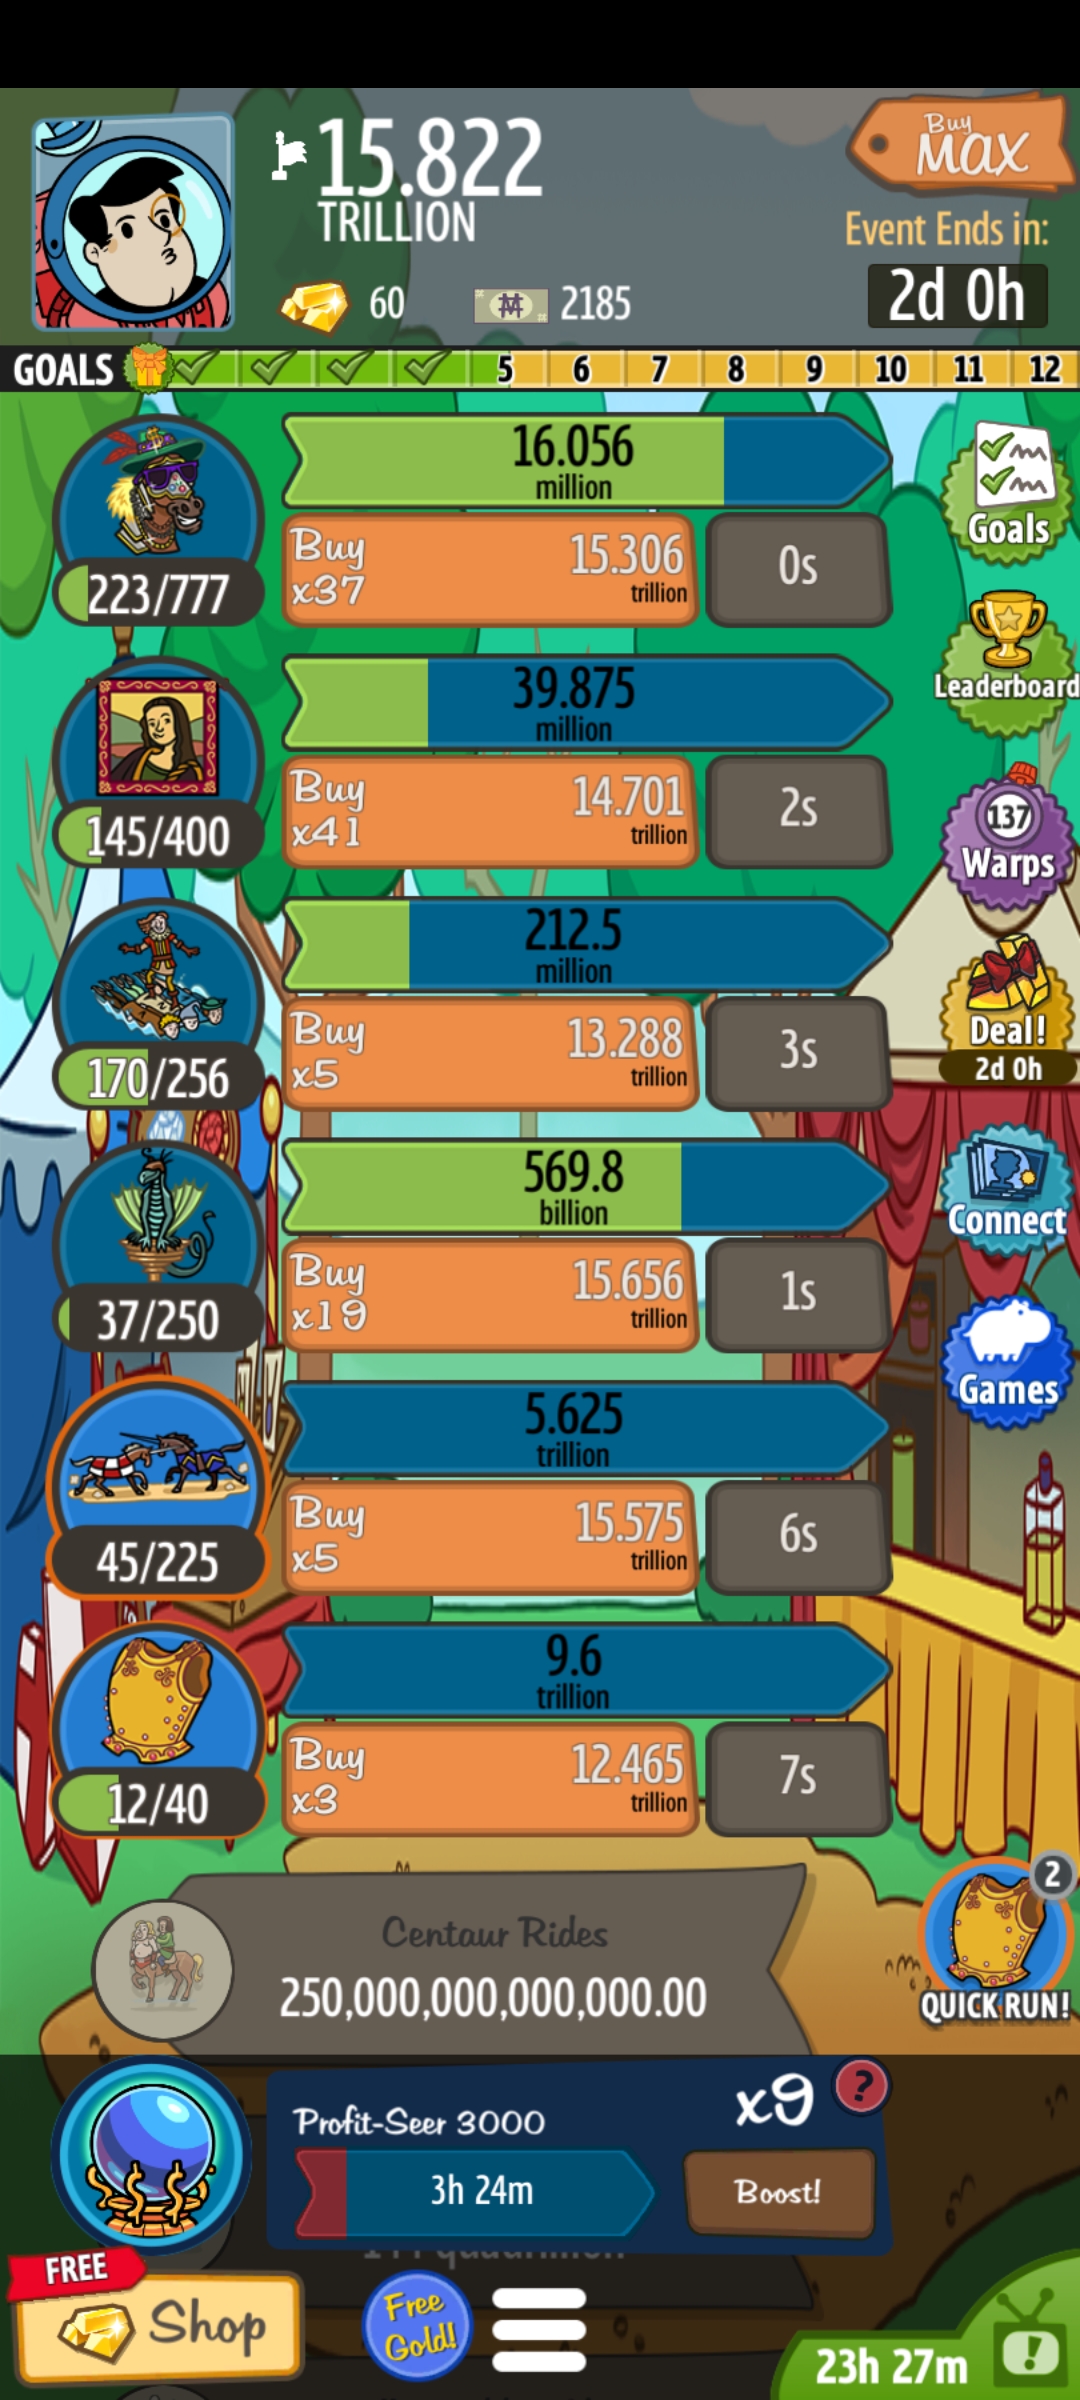 15.822
TRILLION
Buy
MAX
Event Ends in:
2d 0h
60
2185
GOALS 5 6 7 8 9 10 11 12
16.056
million
Buy
x37
15.306
trillion
0s
223/777
Goals
39.875
million
Buy
x41
14.701
trillion
2s
145/400
Leaderboard
137
Warps
212.5
million
Buy
x5
13.288
trillion
3s
170/256
Deal!
2d 0h
569.8
billion
Buy
x19
15.656
trillion
1s
37/250
Connect
Games
5.625
trillion
Buy
x5
15.575
trillion
6s
45/225
9.6
trillion
Buy
x3
12.465
trillion
7s
12/40
Centaur Rides
250,000,000,000,000.00
2
QUICK RUN!
Profit-Seer 3000
x9
?
3h 24m
Boost!
FREE
Shop
Free
Gold!
23h 27m
!